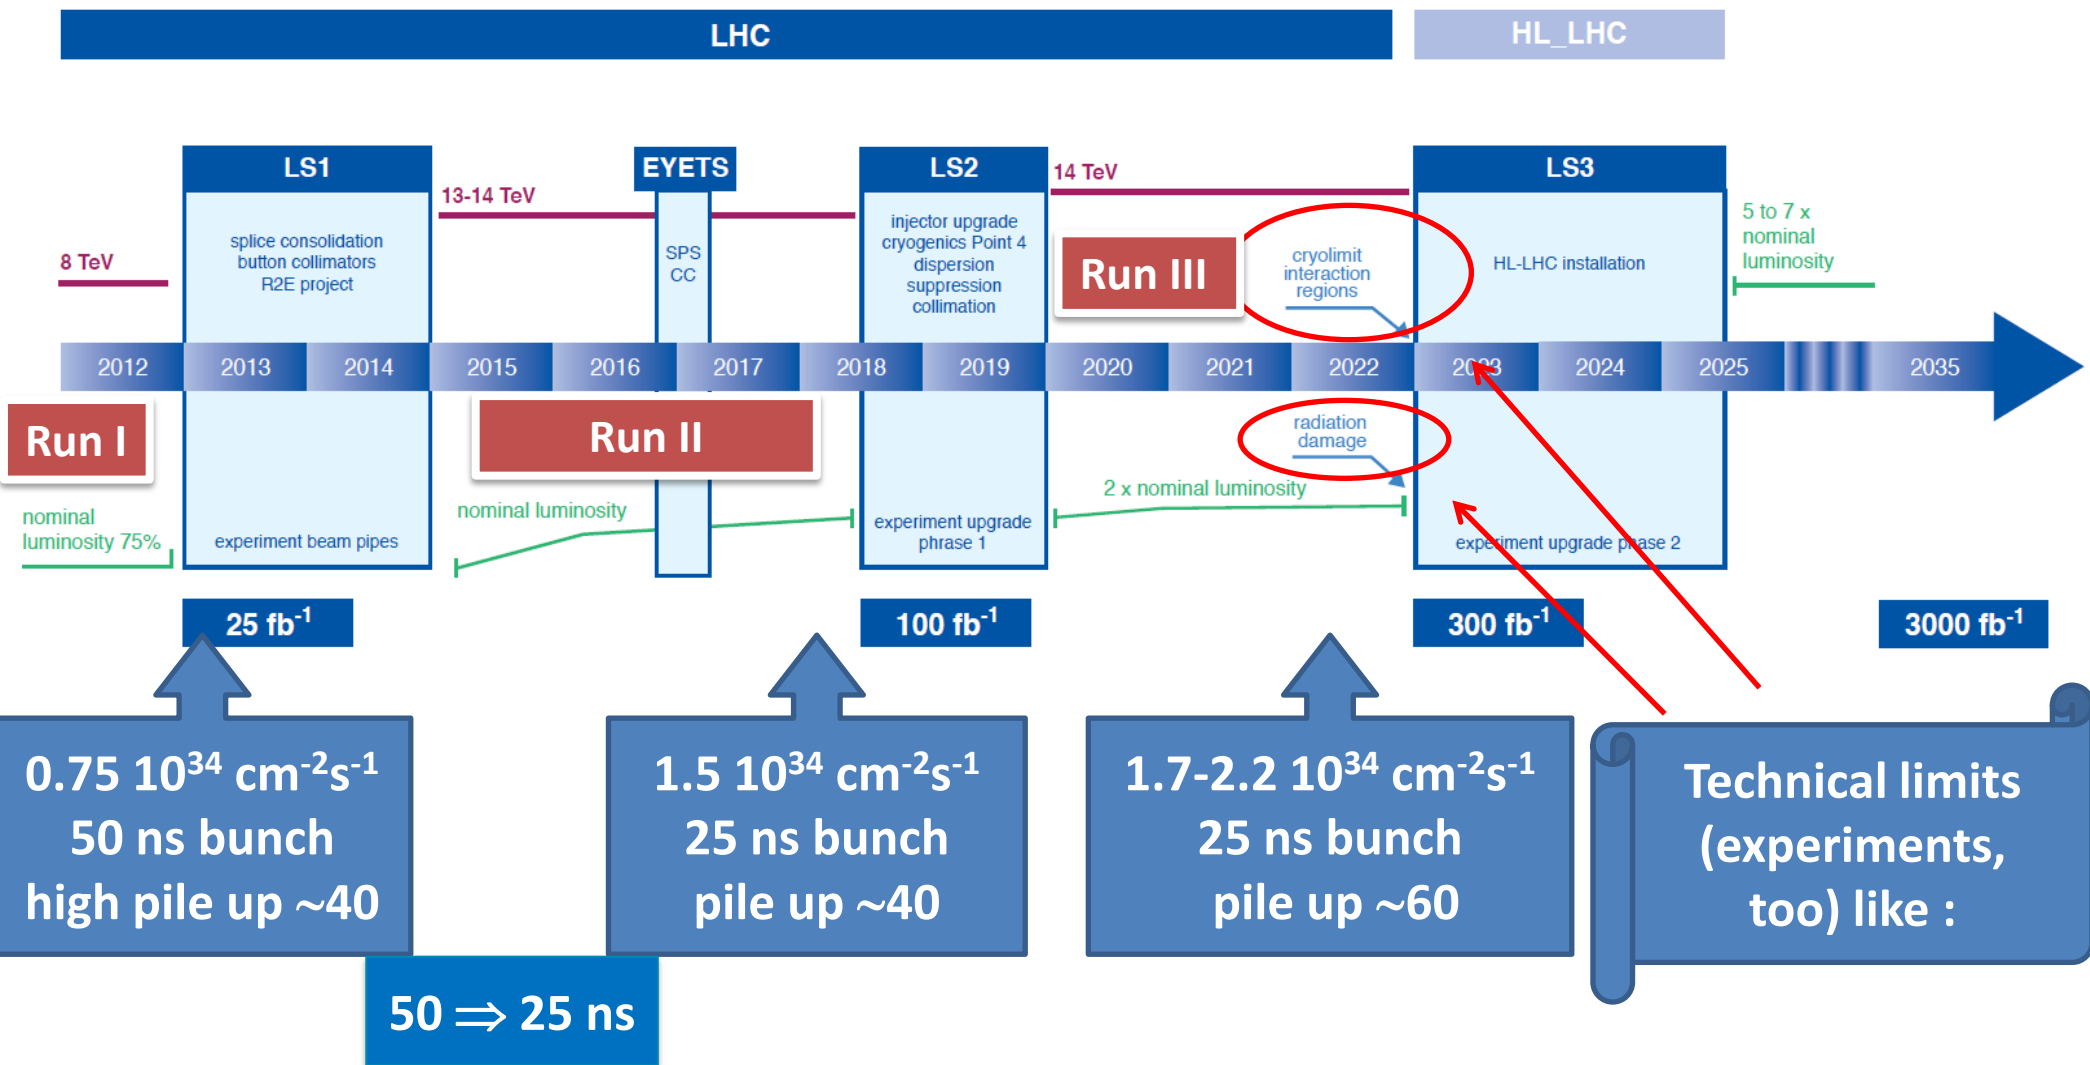 LHC
HL_LHC
LS1
EYETS
LS2
14 TeV
LS3
13-14 TeV
8 TeV
splice consolidation
button collimators
R2E project
SPS
CC
injector upgrade
cryogenics Point 4
dispersion
suppression
collimation
Run III
cryolimit
interaction
regions
HL-LHC installation
5 to 7 x
nominal
luminosity
2012
2013
2014
2015
2016
2017
2018
2019
2020
2021
2022
2023
2024
2025
2035
Run I
Run II
radiation
damage
nominal
luminosity 75%
experiment beam pipes
nominal luminosity
experiment upgrade
phrase 1
2 x nominal luminosity
experiment upgrade phase 2
25 fb⁻¹
100 fb⁻¹
300 fb⁻¹
3000 fb⁻¹
0.75 10³⁴ cm⁻²s⁻¹
50 ns bunch
high pile up ~40
1.5 10³⁴ cm⁻²s⁻¹
25 ns bunch
pile up ~40
1.7-2.2 10³⁴ cm⁻²s⁻¹
25 ns bunch
pile up ~60
Technical limits
(experiments,
too) like :
50 ⇒ 25 ns